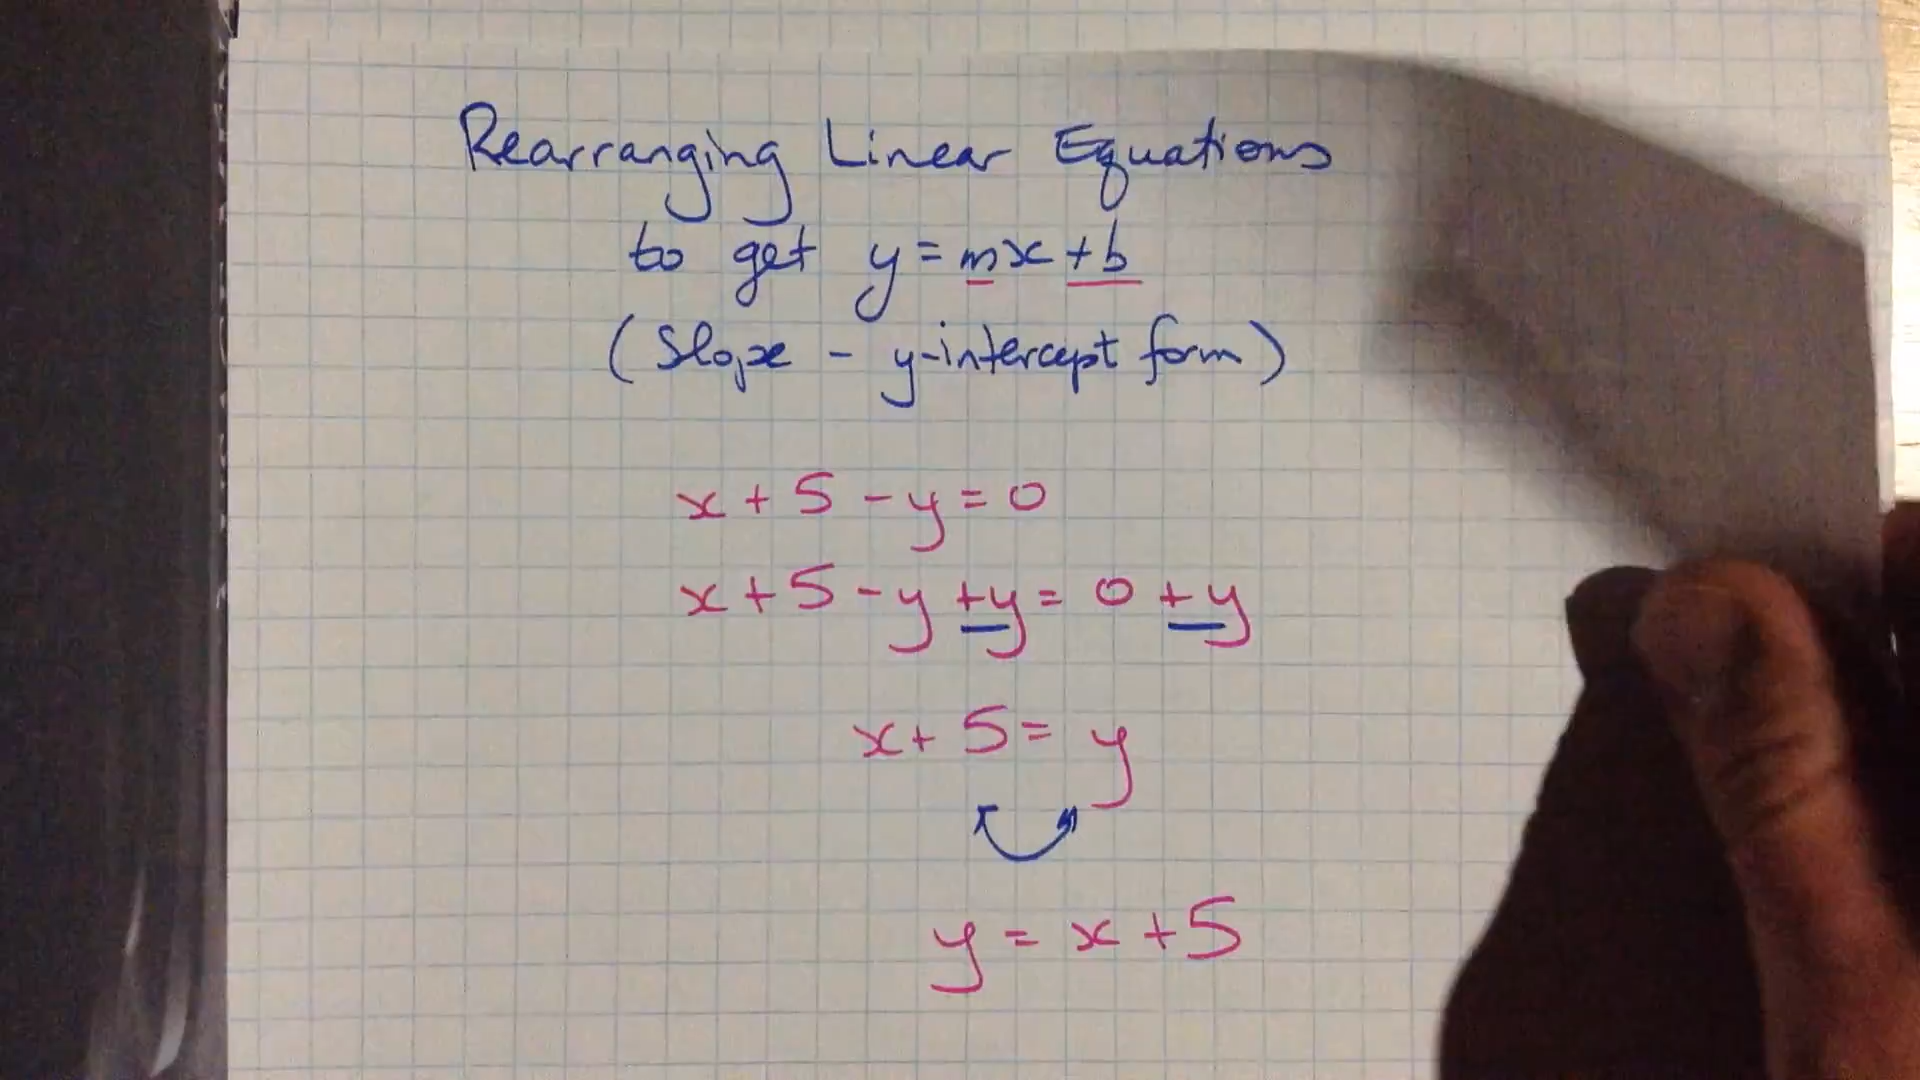 Rearranging Linear Equations
to get y = mx + b
(Slope - y-intercept form)
x + 5 - y = 0
x + 5 - y + y = 0 + y
x + 5 = y
y = x + 5